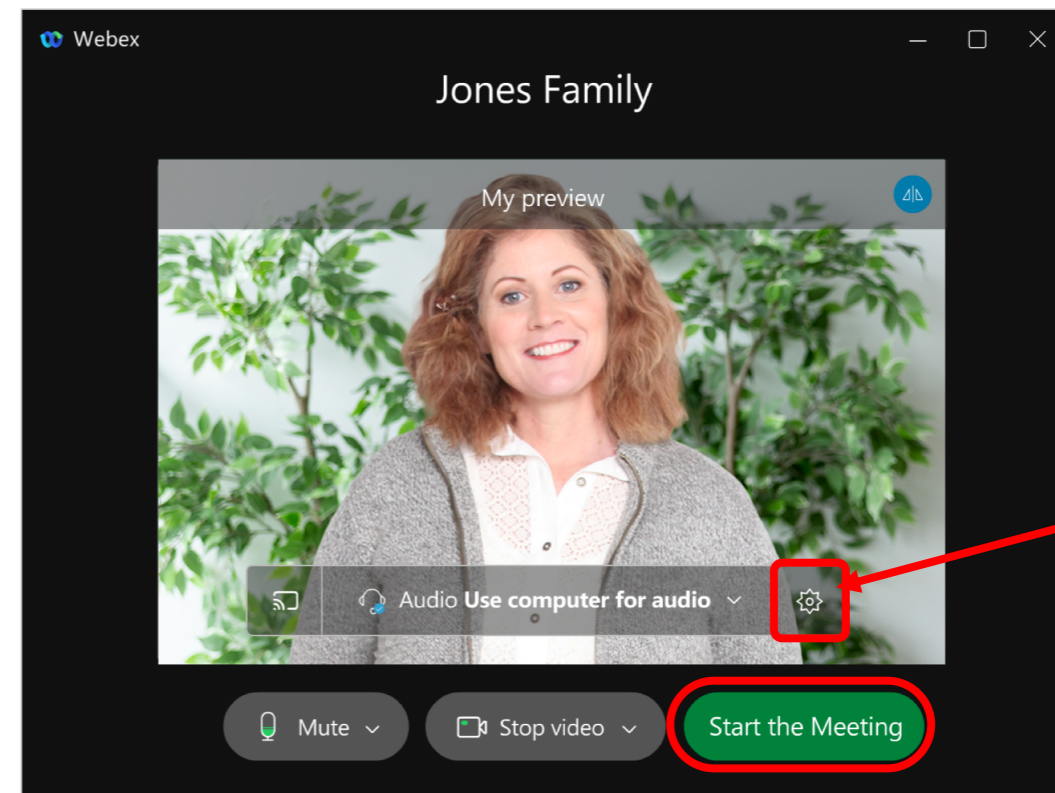 Webex
Jones Family
My preview
Audio Use computer for audio
Mute
Stop video
Start the Meeting